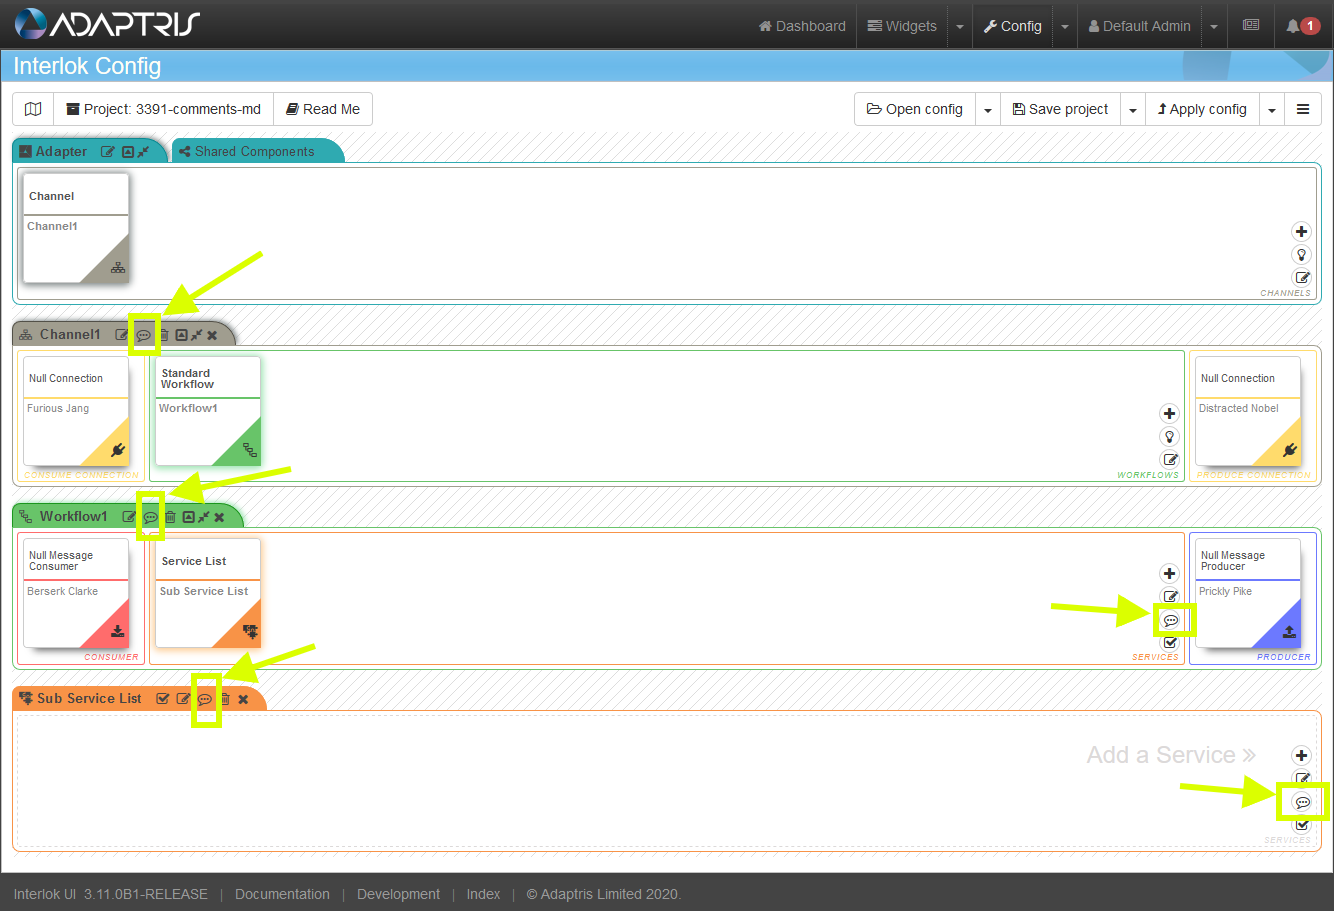 ADAPTRIS
Dashboard
Widgets
Config
Default Admin
1
Interlok Config
Project: 3391-comments-md
Read Me
Open config
Save project
Apply config
Adapter
Shared Components
Channel
Channel1
CHANNELS
Channel1
Null Connection
Furious Jang
CONSUME CONNECTION
Standard
Workflow
Workflow1
WORKFLOWS
Null Connection
Distracted Nobel
PRODUCE CONNECTION
Workflow1
Null Message
Consumer
Berserk Clarke
CONSUMER
Service List
Sub Service List
SERVICES
Null Message
Producer
Prickly Pike
PRODUCER
Sub Service List
Add a Service »
SERVICES
Interlok UI 3.11.0B1-RELEASE | Documentation | Development | Index | © Adaptris Limited 2020.